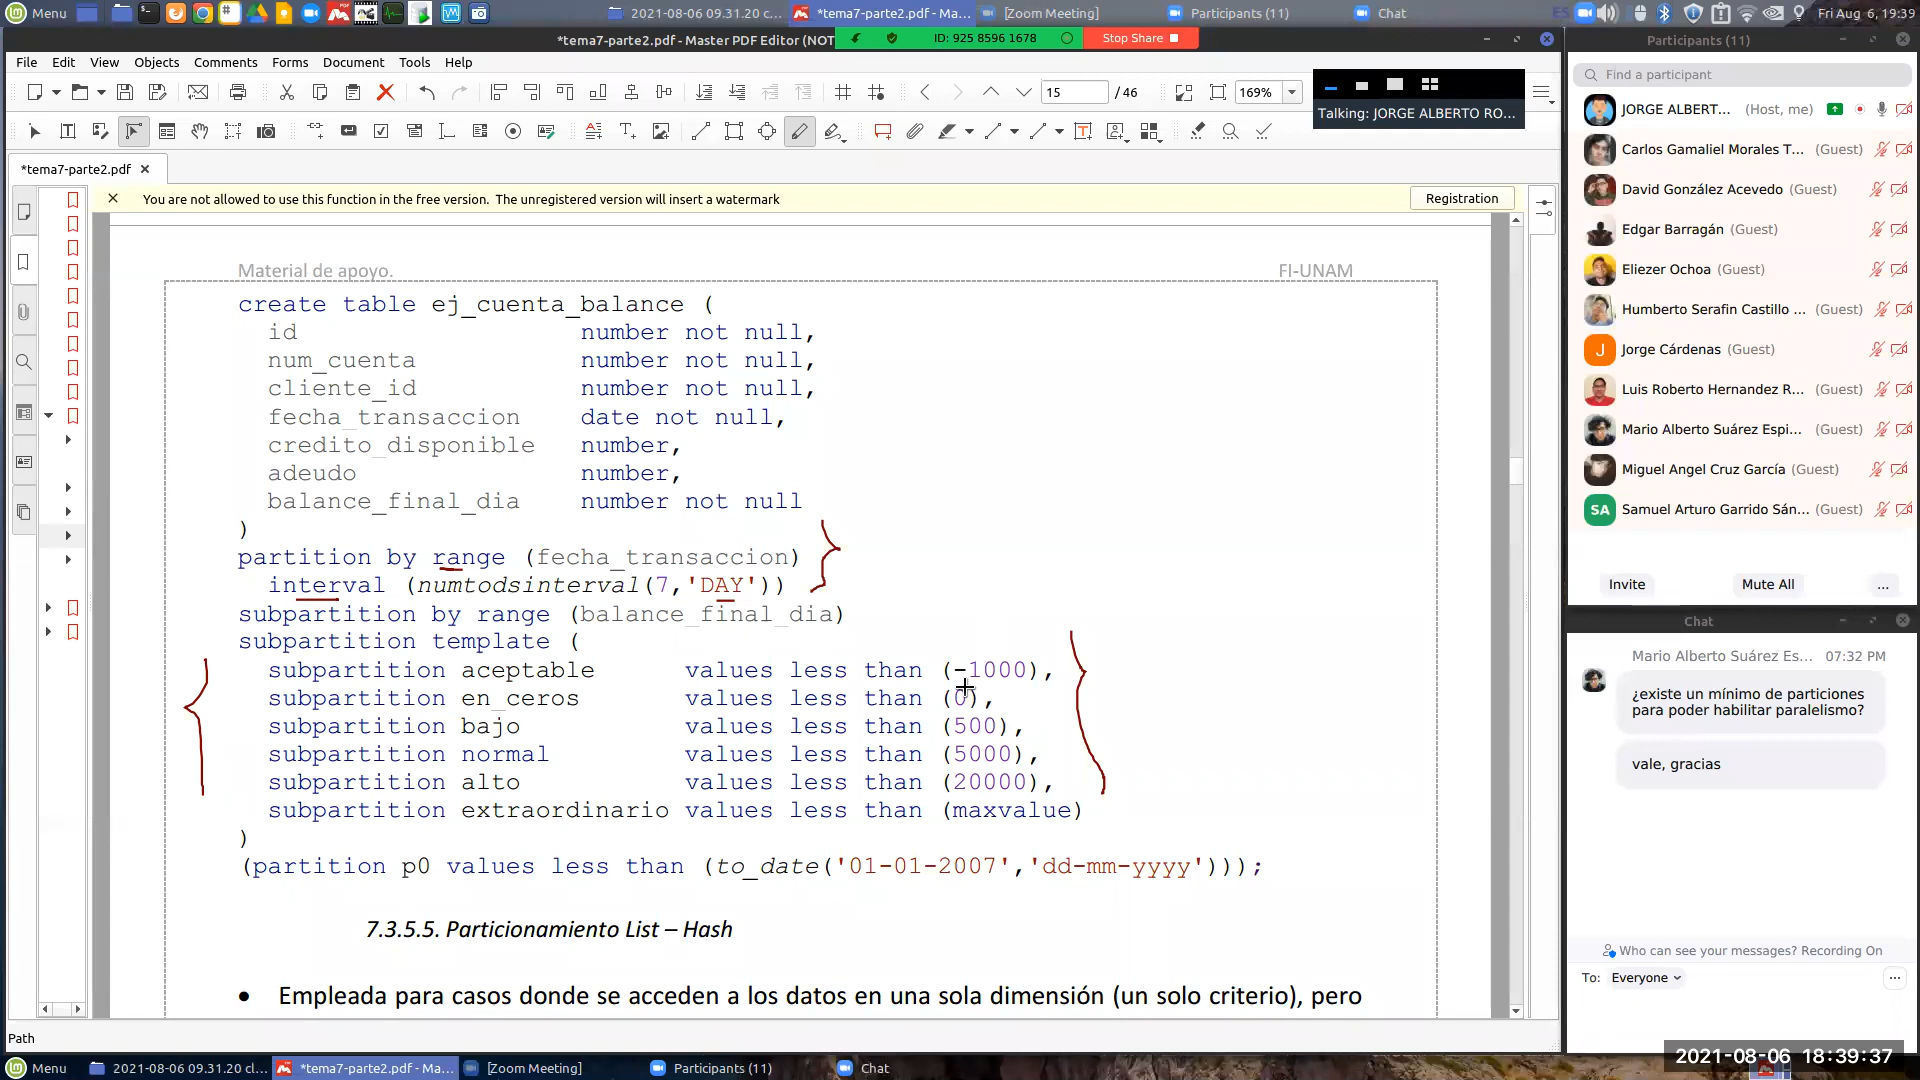 Menu
2021-08-06 09.31.20 c...
*tema7-parte2.pdf - Ma...
[Zoom Meeting]
Participants (11)
Chat
ES
Fri Aug 6, 19:39
*tema7-parte2.pdf - Master PDF Editor (NOT
ID: 925 8596 1678
Stop Share
File Edit View Objects Comments Forms Document Tools Help
15 / 46
169%
Talking: JORGE ALBERTO RO...
*tema7-parte2.pdf
You are not allowed to use this function in the free version. The unregistered version will insert a watermark
Registration
Material de apoyo.
FI-UNAM
create table ej_cuenta_balance (
id number not null,
num_cuenta number not null,
cliente_id number not null,
fecha_transaccion date not null,
credito_disponible number,
adeudo number,
balance_final_dia number not null
)
partition by range (fecha_transaccion)
interval (numtodsinterval(7,'DAY'))
subpartition by range (balance_final_dia)
subpartition template (
subpartition aceptable values less than (-1000),
subpartition en_ceros values less than (0),
subpartition bajo values less than (500),
subpartition normal values less than (5000),
subpartition alto values less than (20000),
subpartition extraordinario values less than (maxvalue)
)
(partition p0 values less than (to_date('01-01-2007','dd-mm-yyyy')));
7.3.5.5. Particionamiento List – Hash
• Empleada para casos donde se acceden a los datos en una sola dimensión (un solo criterio), pero
Path
Participants (11)
Find a participant
JORGE ALBERT... (Host, me)
Carlos Gamaliel Morales T... (Guest)
David González Acevedo (Guest)
Edgar Barragán (Guest)
Eliezer Ochoa (Guest)
Humberto Serafin Castillo ... (Guest)
J Jorge Cárdenas (Guest)
Luis Roberto Hernandez R... (Guest)
Mario Alberto Suárez Espi... (Guest)
Miguel Angel Cruz García (Guest)
SA Samuel Arturo Garrido Sán... (Guest)
Invite
Mute All
...
Chat
Mario Alberto Suárez Es... 07:32 PM
¿existe un mínimo de particiones
para poder habilitar paralelismo?
vale, gracias
Who can see your messages? Recording On
To: Everyone
Menu
2021-08-06 09.31.20 cl...
*tema7-parte2.pdf - Ma...
[Zoom Meeting]
Participants (11)
Chat
2021-08-06 18:39:37